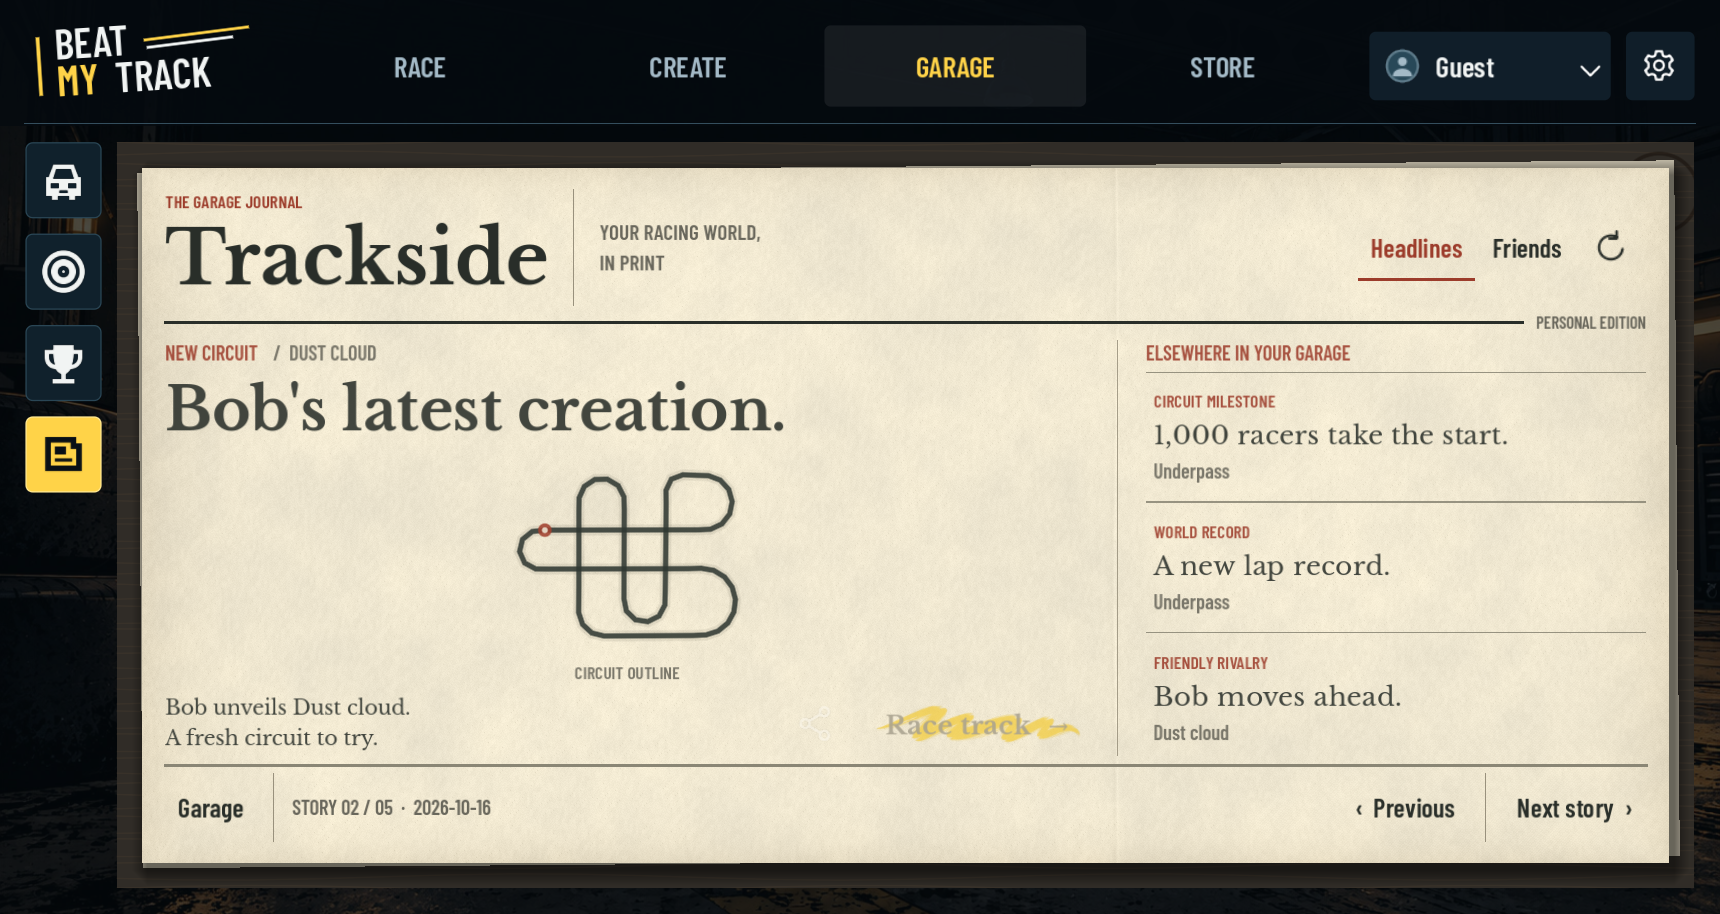 BEAT
MY TRACK
RACE
CREATE
GARAGE
STORE
Guest
THE GARAGE JOURNAL
Trackside
YOUR RACING WORLD,
IN PRINT
Headlines
Friends
PERSONAL EDITION
NEW CIRCUIT / DUST CLOUD
Bob's latest creation.
CIRCUIT OUTLINE
Bob unveils Dust cloud.
A fresh circuit to try.
Race track →
ELSEWHERE IN YOUR GARAGE
CIRCUIT MILESTONE
1,000 racers take the start.
Underpass
WORLD RECORD
A new lap record.
Underpass
FRIENDLY RIVALRY
Bob moves ahead.
Dust cloud
Garage
STORY 02 / 05 · 2026-10-16
‹ Previous
Next story ›